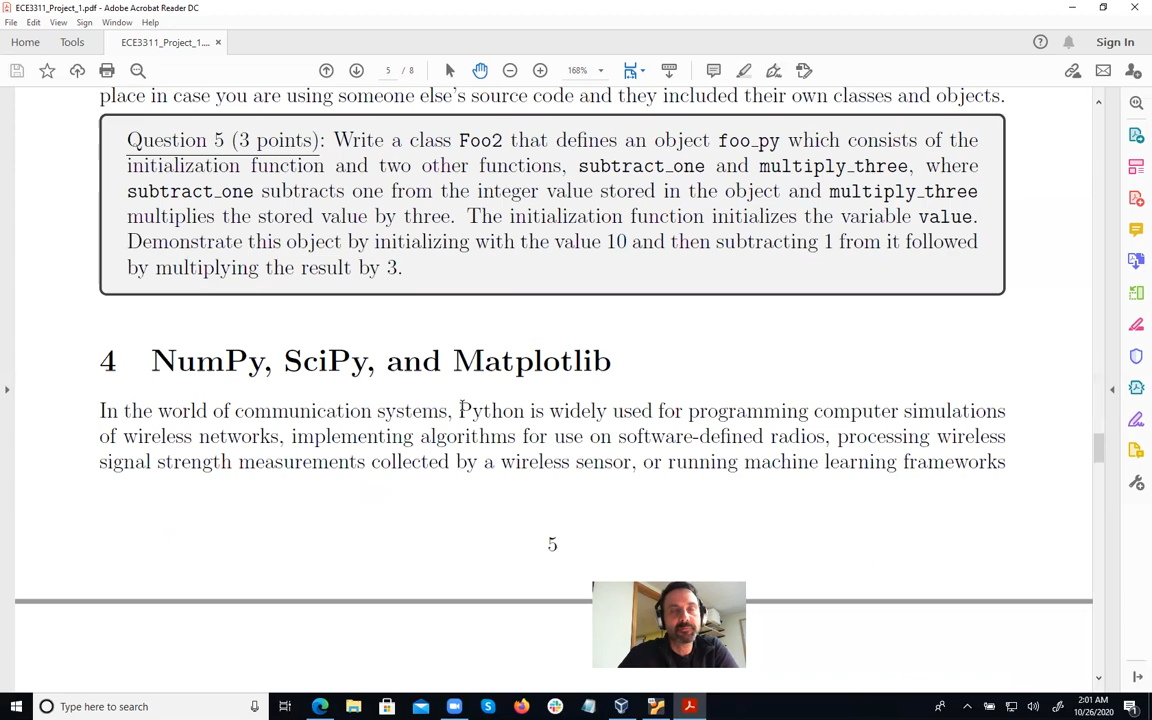 ECE3311_Project_1.pdf - Adobe Acrobat Reader DC
File Edit View Sign Window Help
Home Tools ECE3311_Project_1.... × Sign In
5 / 8 168%
place in case you are using someone else's source code and they included their own classes and objects.
Question 5 (3 points): Write a class Foo2 that defines an object foo_py which consists of the
initialization function and two other functions, subtract_one and multiply_three, where
subtract_one subtracts one from the integer value stored in the object and multiply_three
multiplies the stored value by three. The initialization function initializes the variable value.
Demonstrate this object by initializing with the value 10 and then subtracting 1 from it followed
by multiplying the result by 3.
4 NumPy, SciPy, and Matplotlib
In the world of communication systems, Python is widely used for programming computer simulations
of wireless networks, implementing algorithms for use on software-defined radios, processing wireless
signal strength measurements collected by a wireless sensor, or running machine learning frameworks
5
Type here to search
2:01 AM
10/26/2020